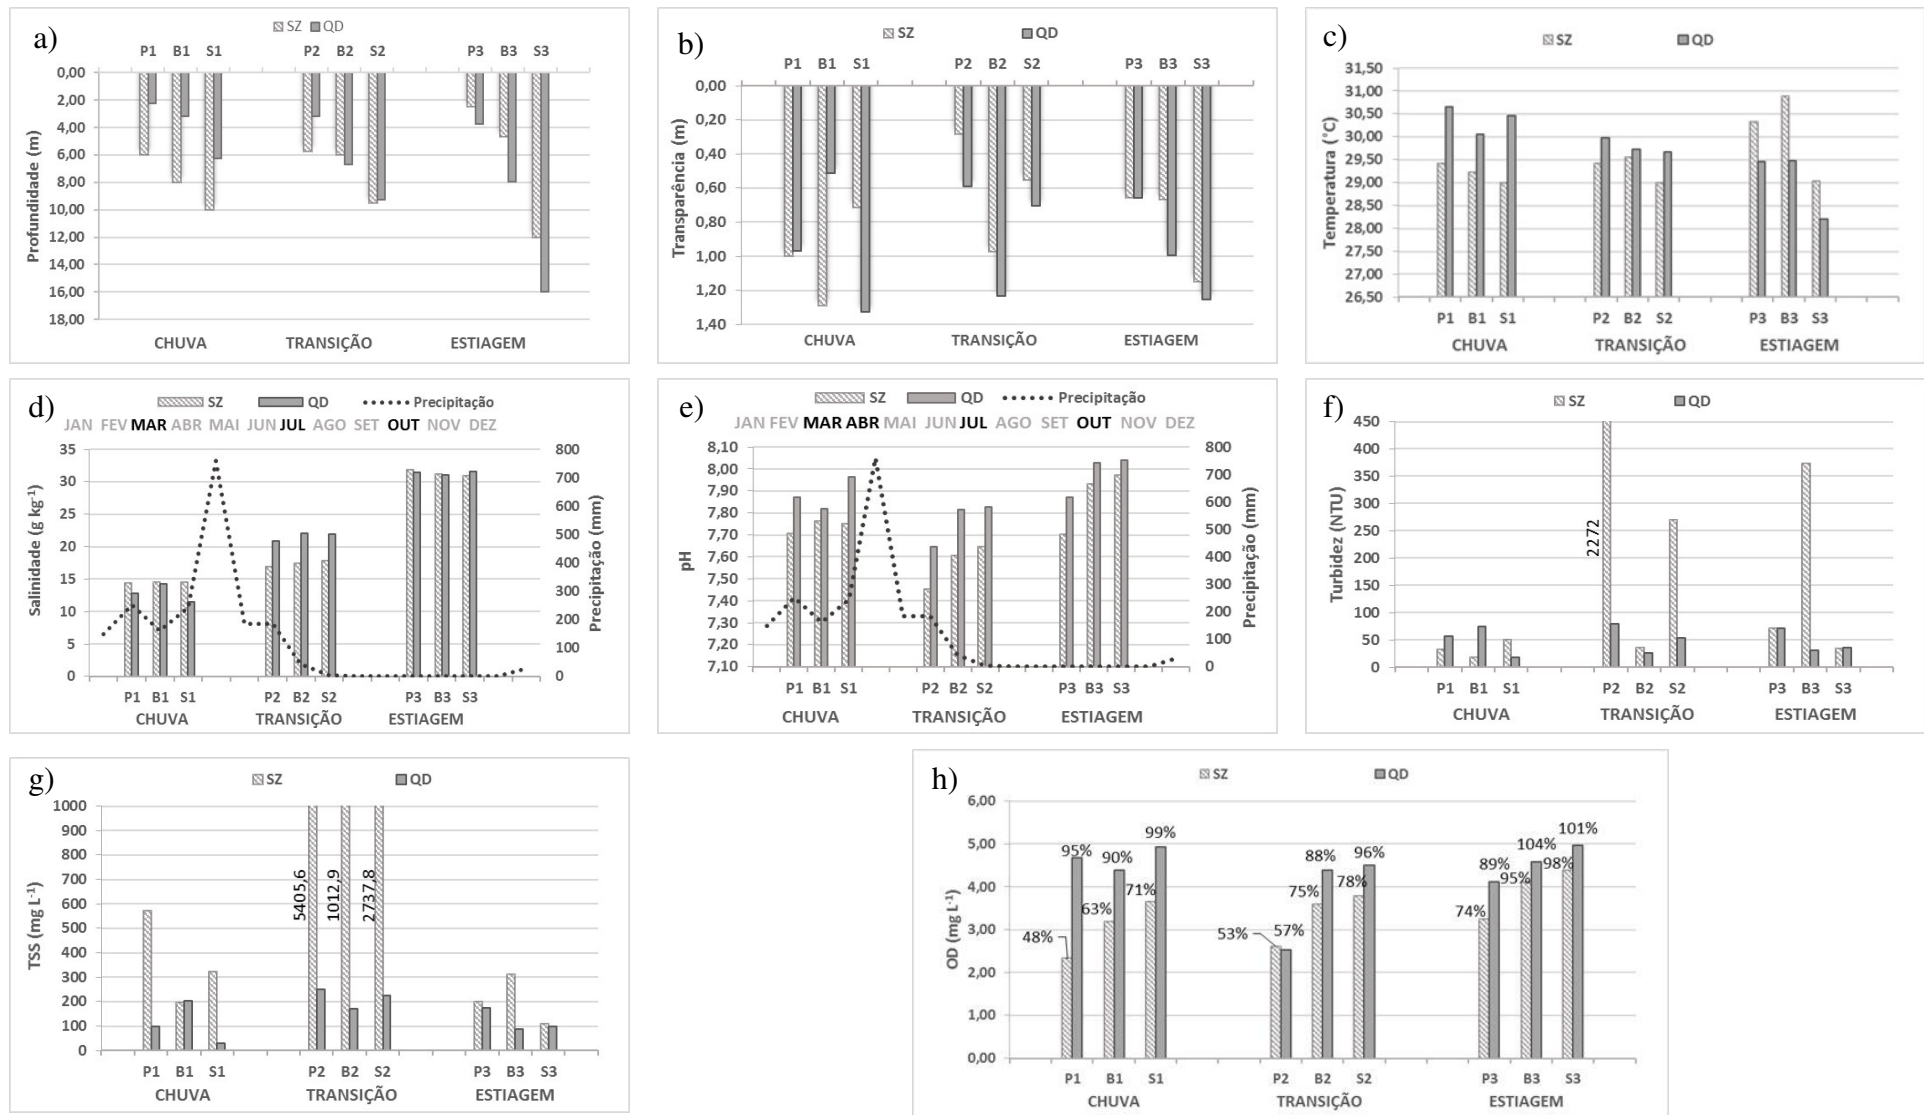 a)
SZ QD
P1 B1 S1 P2 B2 S2 P3 B3 S3
0,00
2,00
4,00
6,00
8,00
10,00
12,00
14,00
16,00
18,00
Profundidade (m)
CHUVA TRANSIÇÃO ESTIAGEM
b)
SZ QD
P1 B1 S1 P2 B2 S2 P3 B3 S3
0,00
0,20
0,40
0,60
0,80
1,00
1,20
1,40
Transparência (m)
CHUVA TRANSIÇÃO ESTIAGEM
c)
SZ QD
31,50
31,00
30,50
30,00
29,50
29,00
28,50
28,00
27,50
27,00
26,50
Temperatura (°C)
P1 B1 S1 P2 B2 S2 P3 B3 S3
CHUVA TRANSIÇÃO ESTIAGEM
d)
SZ QD Precipitação
JAN FEV MAR ABR MAI JUN JUL AGO SET OUT NOV DEZ
35
30
25
20
15
10
5
0
Salinidade (g kg-1)
800
700
600
500
400
300
200
100
0
Precipitação (mm)
P1 B1 S1 P2 B2 S2 P3 B3 S3
CHUVA TRANSIÇÃO ESTIAGEM
e)
SZ QD Precipitação
JAN FEV MAR ABR MAI JUN JUL AGO SET OUT NOV DEZ
8,10
8,00
7,90
7,80
7,70
7,60
7,50
7,40
7,30
7,20
7,10
pH
800
700
600
500
400
300
200
100
0
Precipitação (mm)
P1 B1 S1 P2 B2 S2 P3 B3 S3
CHUVA TRANSIÇÃO ESTIAGEM
f)
SZ QD
450
400
350
300
250
200
150
100
50
0
Turbidez (NTU)
2272
P1 B1 S1 P2 B2 S2 P3 B3 S3
CHUVA TRANSIÇÃO ESTIAGEM
g)
SZ QD
1000
900
800
700
600
500
400
300
200
100
0
TSS (mg L-1)
5405,6
1012,9
2737,8
P1 B1 S1 P2 B2 S2 P3 B3 S3
CHUVA TRANSIÇÃO ESTIAGEM
h)
SZ QD
6,00
5,00
4,00
3,00
2,00
1,00
0,00
OD (mg L-1)
48% 95% 63% 90% 71% 99%
53% 57% 75% 88% 78% 96%
74% 89% 95% 104% 98% 101%
P1 B1 S1 P2 B2 S2 P3 B3 S3
CHUVA TRANSIÇÃO ESTIAGEM